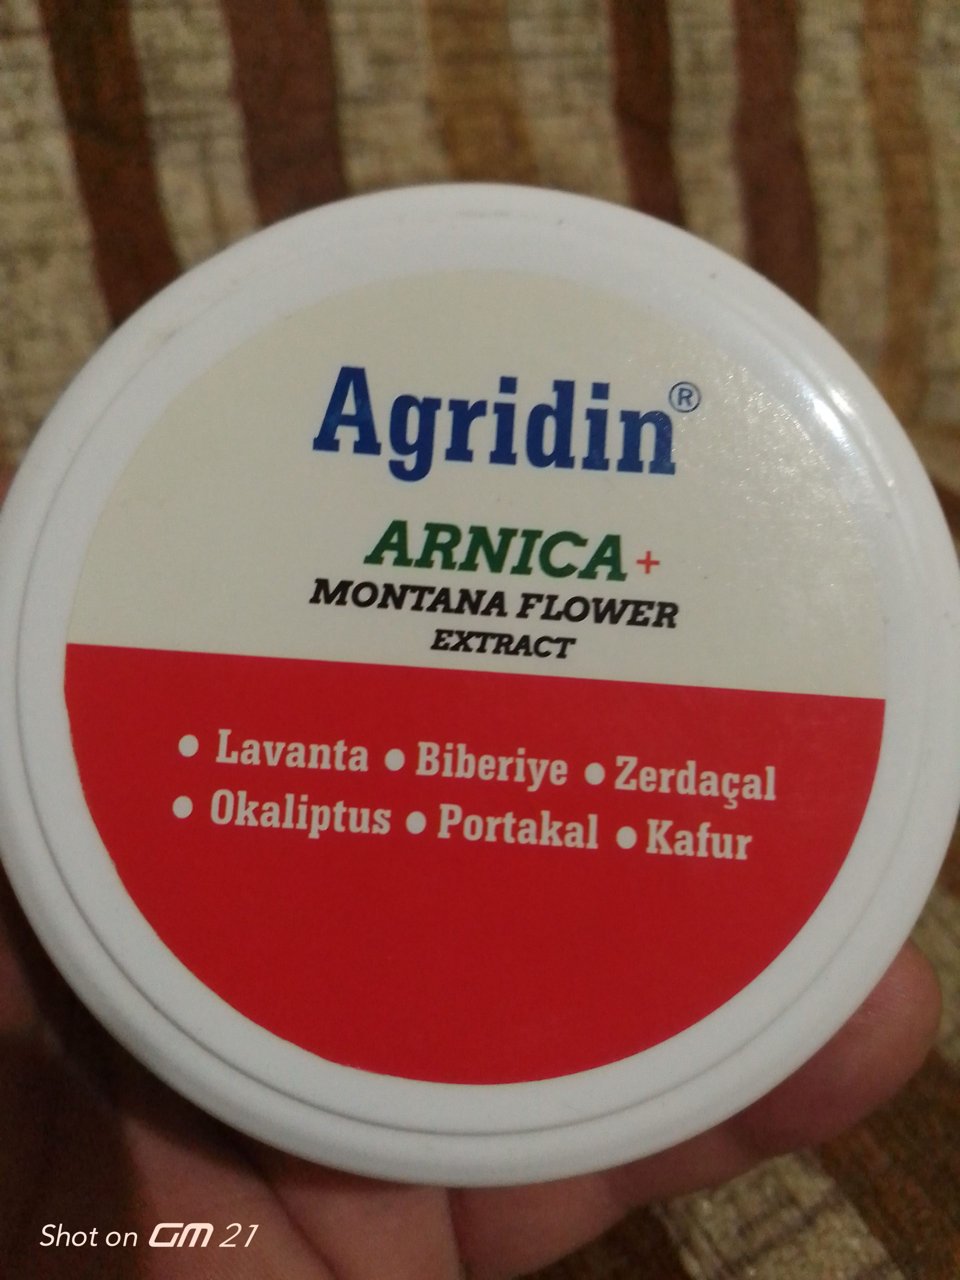 Agridin®
ARNICA+
MONTANA FLOWER
EXTRACT
• Lavanta • Biberiye • Zerdaçal
• Okaliptus • Portakal • Kafur
Shot on GM 21